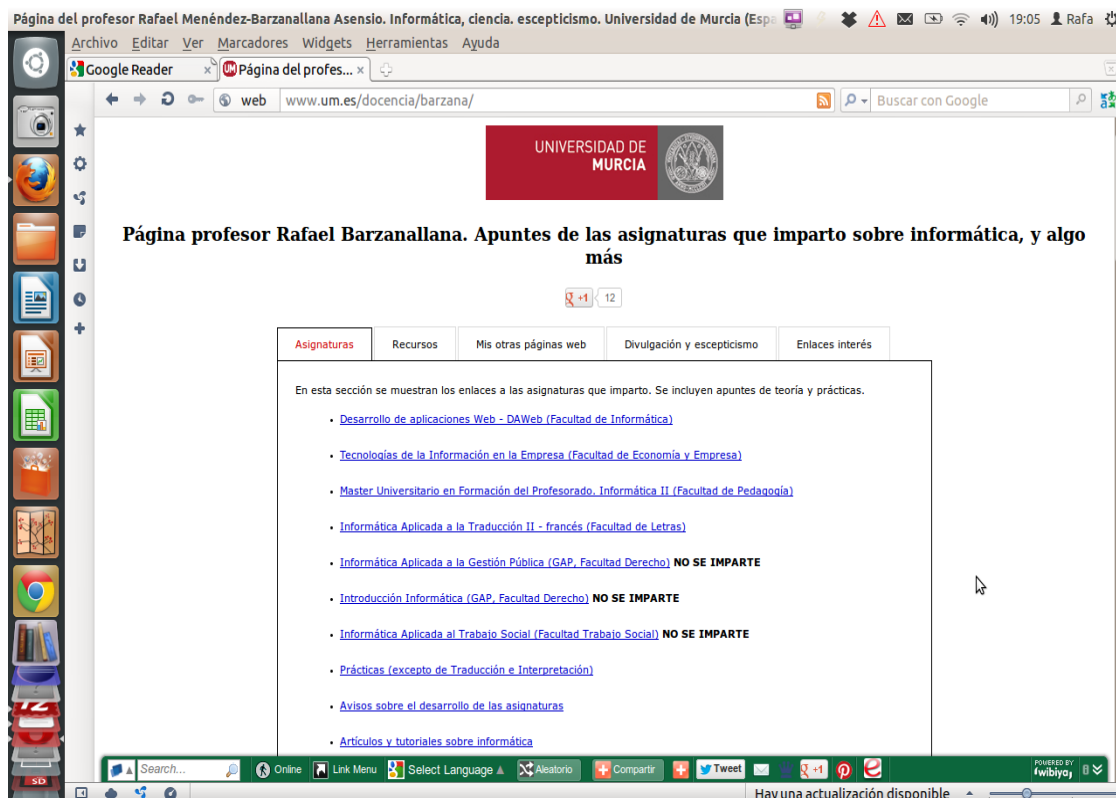 Página del profesor Rafael Menéndez-Barzanallana Asensio. Informática, ciencia. escepticismo. Universidad de Murcia (Espa
19:05 Rafa
Archivo Editar Ver Marcadores Widgets Herramientas Ayuda
Google Reader × Página del profes... ×
web www.um.es/docencia/barzana/ Buscar con Google
UNIVERSIDAD DE
MURCIA
Página profesor Rafael Barzanallana. Apuntes de las asignaturas que imparto sobre informática, y algo
más
g +1 12
Asignaturas Recursos Mis otras páginas web Divulgación y escepticismo Enlaces interés
En esta sección se muestran los enlaces a las asignaturas que imparto. Se incluyen apuntes de teoría y prácticas.
• Desarrollo de aplicaciones Web - DAWeb (Facultad de Informática)
• Tecnologías de la Información en la Empresa (Facultad de Economía y Empresa)
• Master Universitario en Formación del Profesorado. Informática II (Facultad de Pedagogía)
• Informática Aplicada a la Traducción II - francés (Facultad de Letras)
• Informática Aplicada a la Gestión Pública (GAP, Facultad Derecho) NO SE IMPARTE
• Introducción Informática (GAP, Facultad Derecho) NO SE IMPARTE
• Informática Aplicada al Trabajo Social (Facultad Trabajo Social) NO SE IMPARTE
• Prácticas (excepto de Traducción e Interpretación)
• Avisos sobre el desarrollo de las asignaturas
• Artículos y tutoriales sobre informática
Search... Online Link Menu Select Language Aleatorio Compartir Tweet g +1 POWERED BY
wibiya
SD
Hay una actualización disponible